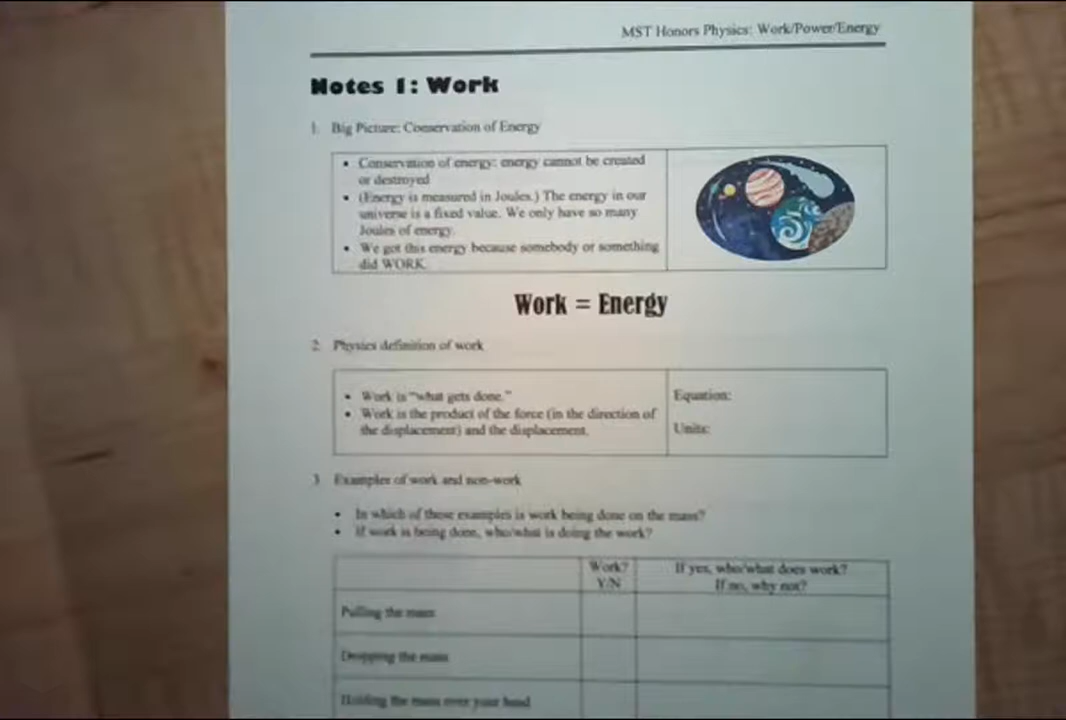 MST Honors Physics: Work/Power/Energy
Notes 1: Work
1. Big Picture: Conservation of Energy
• Conservation of energy: energy cannot be created
or destroyed
• (Energy is measured in Joules.) The energy in our
universe is a fixed value. We only have so many
Joules of energy.
• We got this energy because somebody or something
did WORK.
Work = Energy
2. Physics definition of work
• Work is "what gets done."
• Work is the product of the force (in the direction of
the displacement) and the displacement.
Equation:
Units:
3. Examples of work and non-work
• In which of these examples is work being done on the mass?
• If work is being done, who/what is doing the work?
Work?
Y/N
If yes, who/what does work?
If no, why not?
Pulling the mass
Dropping the mass
Holding the mass over your head